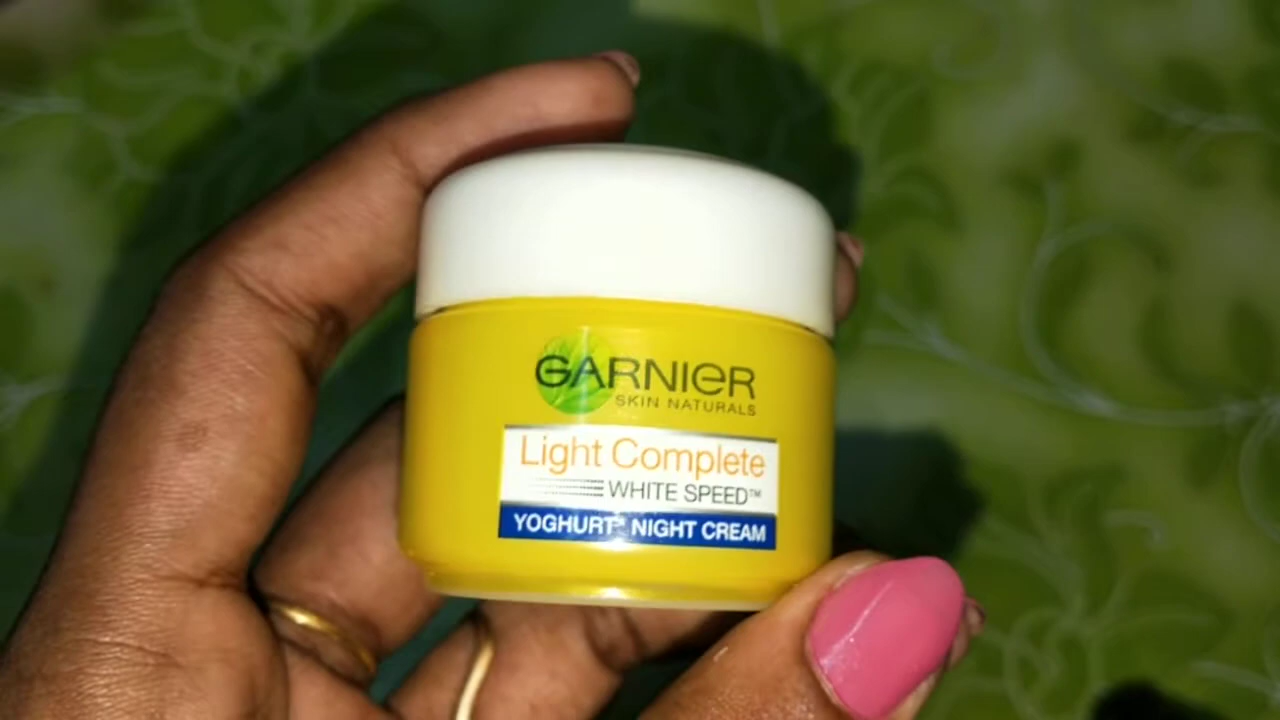 GARNIER
SKIN NATURALS
Light Complete
WHITE SPEED™
YOGHURT* NIGHT CREAM